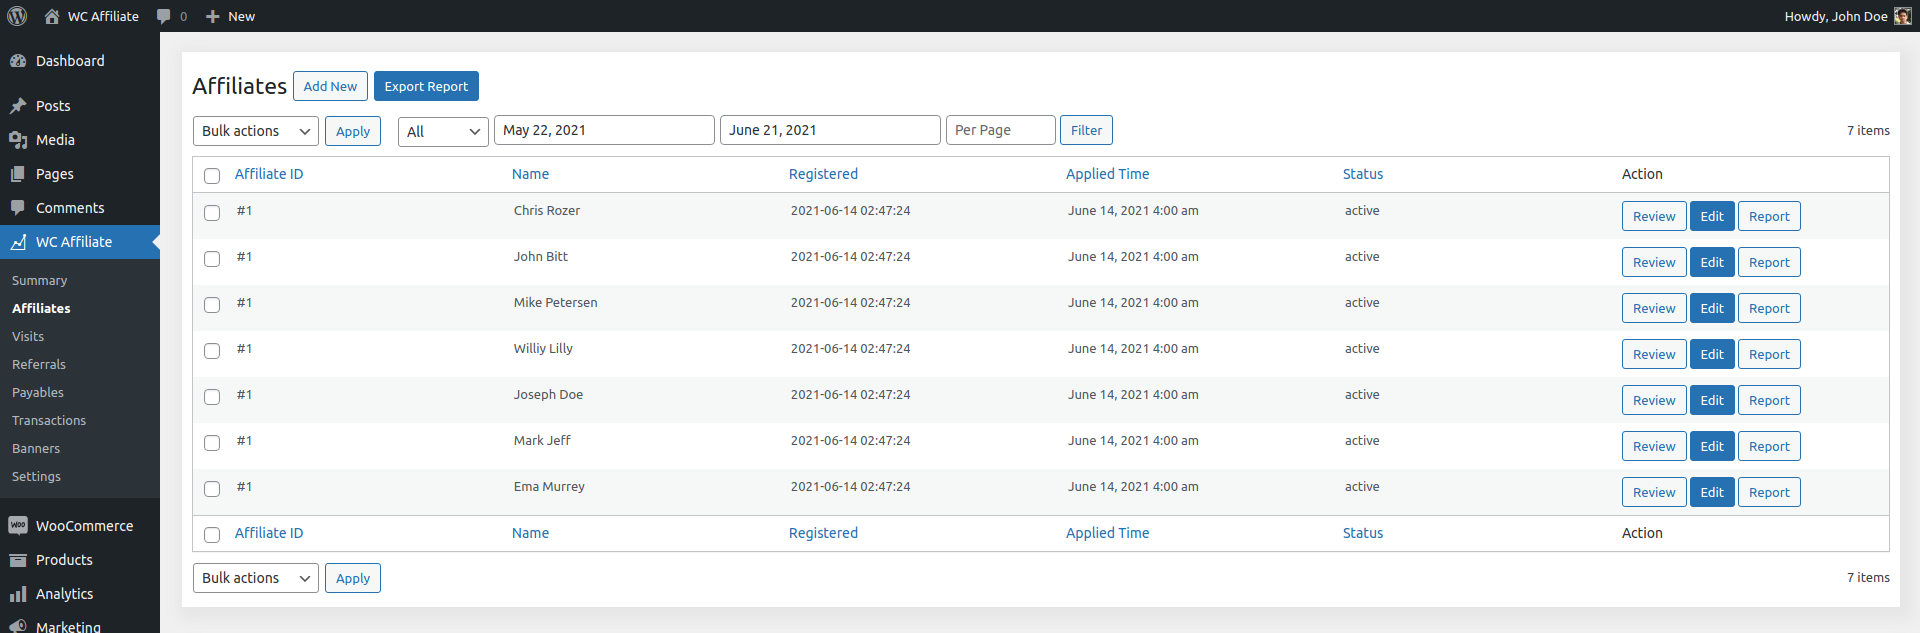 WC Affiliate 0 New Howdy, John Doe
Dashboard
Posts
Media
Pages
Comments
WC Affiliate
Summary
Affiliates
Visits
Referrals
Payables
Transactions
Banners
Settings
WOO WooCommerce
Products
Analytics
Marketing
Affiliates Add New Export Report
Bulk actions Apply All May 22, 2021 June 21, 2021 Per Page Filter 7 items
Affiliate ID Name Registered Applied Time Status Action
#1 Chris Rozer 2021-06-14 02:47:24 June 14, 2021 4:00 am active Review Edit Report
#1 John Bitt 2021-06-14 02:47:24 June 14, 2021 4:00 am active Review Edit Report
#1 Mike Petersen 2021-06-14 02:47:24 June 14, 2021 4:00 am active Review Edit Report
#1 Williy Lilly 2021-06-14 02:47:24 June 14, 2021 4:00 am active Review Edit Report
#1 Joseph Doe 2021-06-14 02:47:24 June 14, 2021 4:00 am active Review Edit Report
#1 Mark Jeff 2021-06-14 02:47:24 June 14, 2021 4:00 am active Review Edit Report
#1 Ema Murrey 2021-06-14 02:47:24 June 14, 2021 4:00 am active Review Edit Report
Affiliate ID Name Registered Applied Time Status Action
Bulk actions Apply 7 items